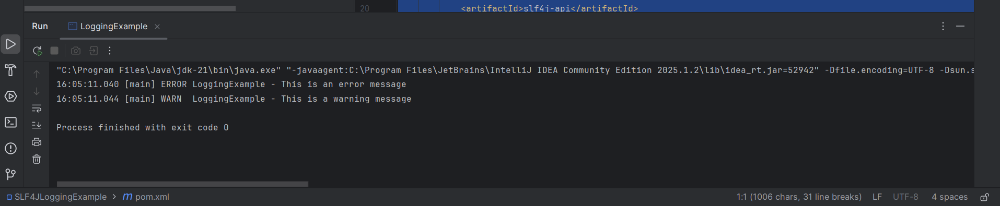 20 <artifactId>slf4j-api</artifactId>
Run LoggingExample
"C:\Program Files\Java\jdk-21\bin\java.exe" "-javaagent:C:\Program Files\JetBrains\IntelliJ IDEA Community Edition 2025.1.2\lib\idea_rt.jar=52942" -Dfile.encoding=UTF-8 -Dsun.s
16:05:11.040 [main] ERROR LoggingExample - This is an error message
16:05:11.044 [main] WARN  LoggingExample - This is a warning message
Process finished with exit code 0
SLF4JLoggingExample > m pom.xml 1:1 (1006 chars, 31 line breaks) LF UTF-8 4 spaces